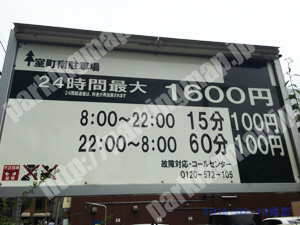 室町南駐車場
24時間最大 1600円
8:00～22:00 15分 100円
22:00～8:00 60分 100円
故障対応・コールセンター
0120-572-105